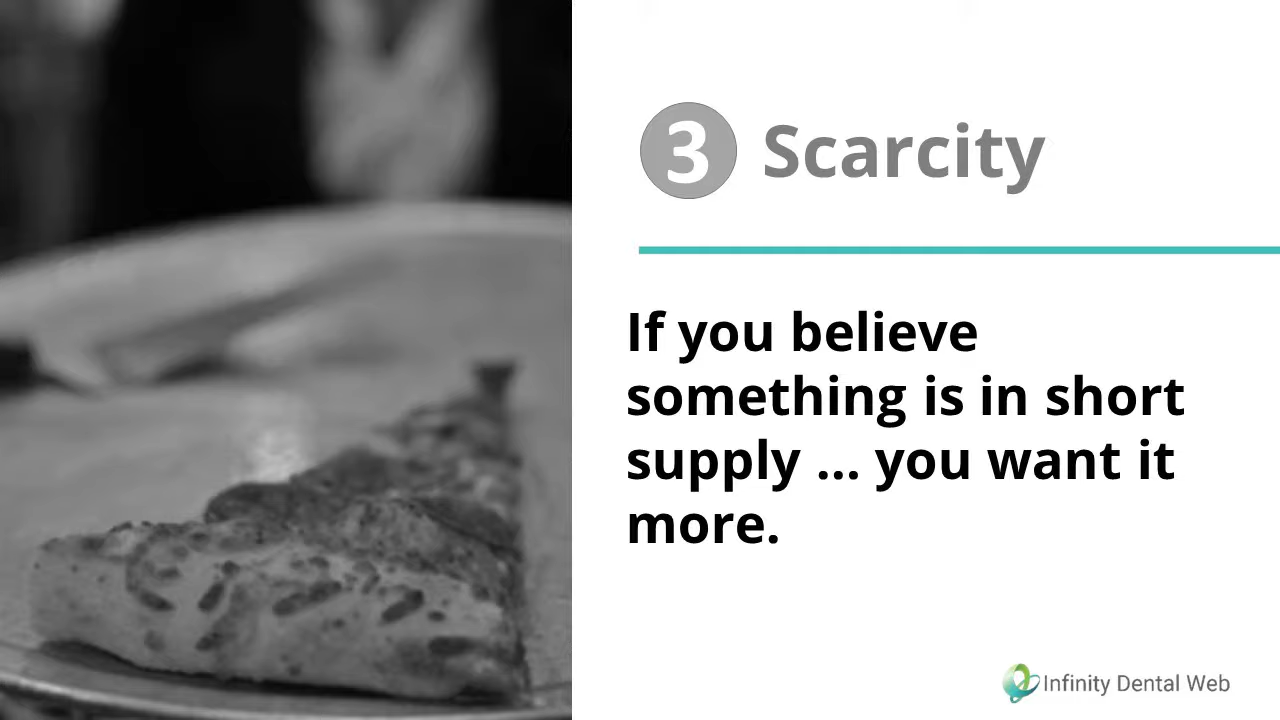 3 Scarcity
If you believe
something is in short
supply ... you want it
more.
Infinity Dental Web